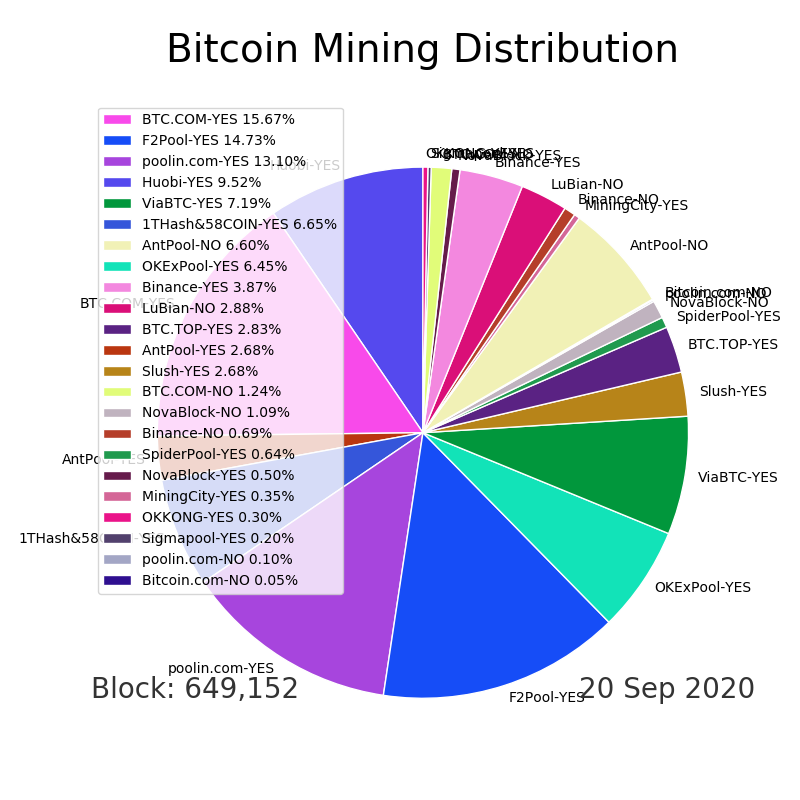 Bitcoin Mining Distribution
BTC.COM-YES 15.67%
F2Pool-YES 14.73%
poolin.com-YES 13.10%
Huobi-YES 9.52%
ViaBTC-YES 7.19%
1THash&58COIN-YES 6.65%
AntPool-NO 6.60%
OKExPool-YES 6.45%
Binance-YES 3.87%
LuBian-NO 2.88%
BTC.TOP-YES 2.83%
AntPool-YES 2.68%
Slush-YES 2.68%
BTC.COM-NO 1.24%
NovaBlock-NO 1.09%
Binance-NO 0.69%
SpiderPool-YES 0.64%
NovaBlock-YES 0.50%
MiningCity-YES 0.35%
OKKONG-YES 0.30%
Sigmapool-YES 0.20%
poolin.com-NO 0.10%
Bitcoin.com-NO 0.05%
Huobi-YES
Binance-YES
LuBian-NO
Binance-NO
MiningCity-YES
AntPool-NO
Bitcoin.com-NO
poolin.com-NO
NovaBlock-NO
SpiderPool-YES
BTC.TOP-YES
Slush-YES
ViaBTC-YES
OKExPool-YES
F2Pool-YES
poolin.com-YES
BTC.COM-YES
AntPool-YES
Block: 649,152
20 Sep 2020